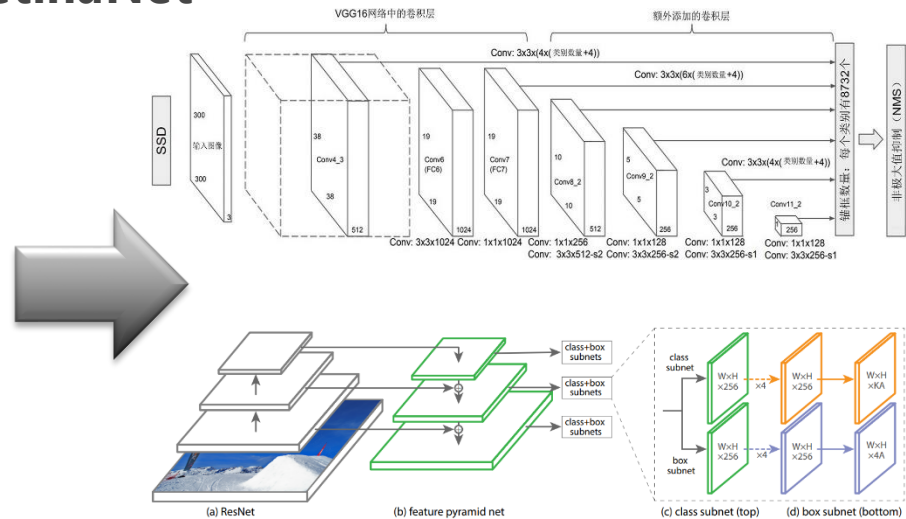 etinaNet
VGG16网络中的卷积层
额外添加的卷积层
Conv: 3x3x(4x(类别数量+4))
Conv: 3x3x(6x(类别数量+4))
Conv: 3x3x(4x(类别数量+4))
SSD
300
输入图像
300
3
38
Conv4_3
38
512
19
Conv6
(FC6)
19
1024
19
Conv7
(FC7)
19
1024
10
Conv8_2
10
512
5
Conv9_2
5
256
3
Conv10_2
3
256
Conv11_2
1
256
锚框数量：每个类别有8732个
非极大值抑制（NMS）
Conv: 3x3x1024
Conv: 1x1x1024
Conv: 1x1x256
Conv: 3x3x512-s2
Conv: 1x1x128
Conv: 3x3x256-s2
Conv: 1x1x128
Conv: 3x3x256-s1
Conv: 1x1x128
Conv: 3x3x256-s1
class+box
subnets
class+box
subnets
class+box
subnets
class
subnet
W×H
×256
×4
W×H
×256
W×H
×KA
box
subnet
W×H
×256
×4
W×H
×256
W×H
×4A
(a) ResNet
(b) feature pyramid net
(c) class subnet (top)
(d) box subnet (bottom)